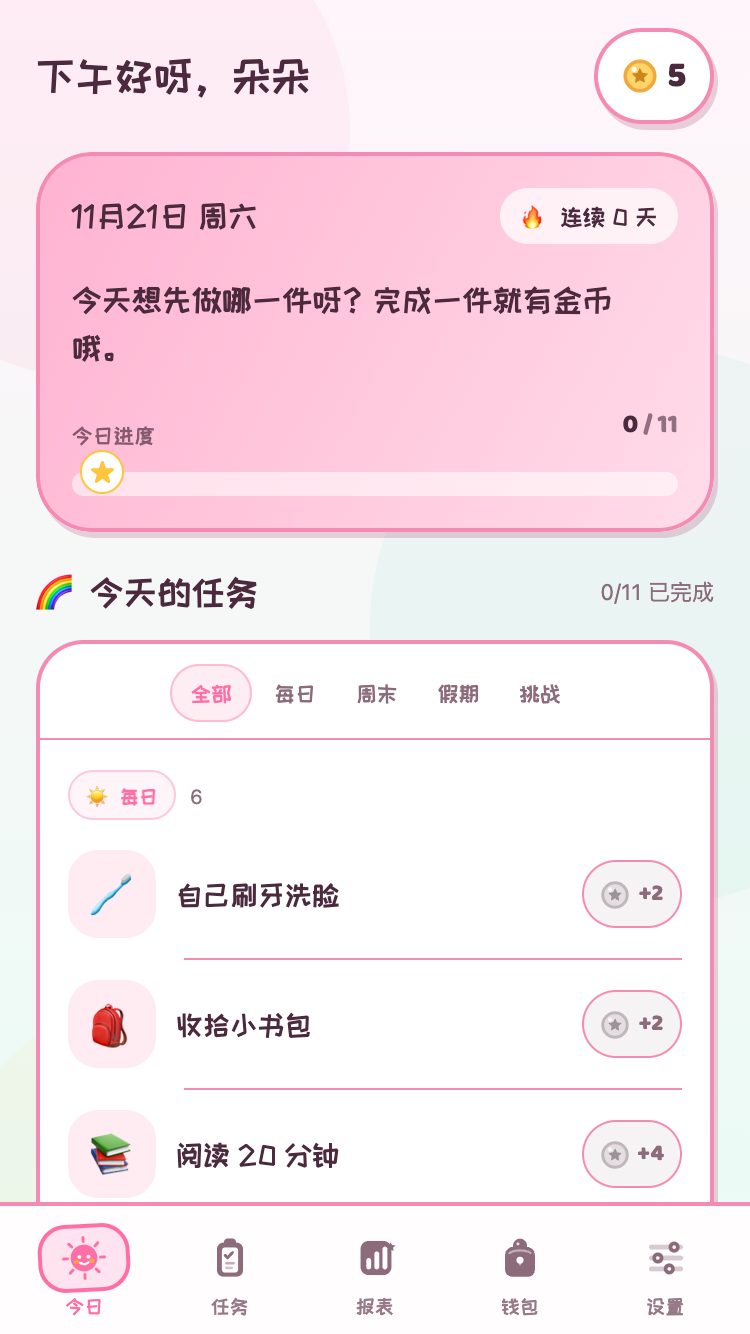 下午好呀，朵朵
5
11月21日 周六
连续 0 天
今天想先做哪一件呀？完成一件就有金币
哦。
今日进度
0 / 11
今天的任务
0/11 已完成
全部 每日 周末 假期 挑战
每日 6
自己刷牙洗脸 +2
收拾小书包 +2
阅读 20 分钟 +4
今日 任务 报表 钱包 设置